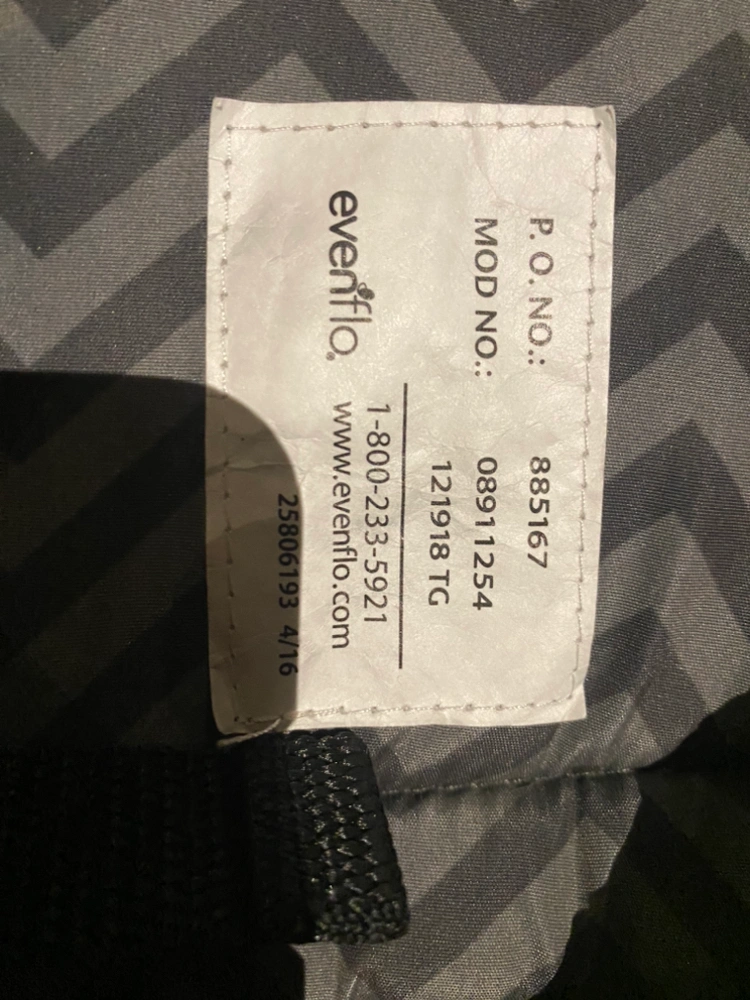 P. O. NO.: 885167
MOD NO.: 08911254
121918 TG
evenflo®
1-800-233-5921
www.evenflo.com
25806193 4/16